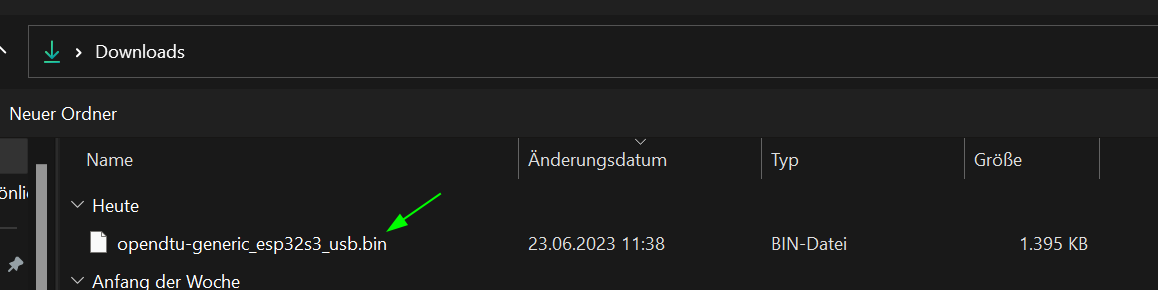 Downloads
Neuer Ordner
Name Änderungsdatum Typ Größe
önlic
Heute
opendtu-generic_esp32s3_usb.bin 23.06.2023 11:38 BIN-Datei 1.395 KB
Anfang der Woche